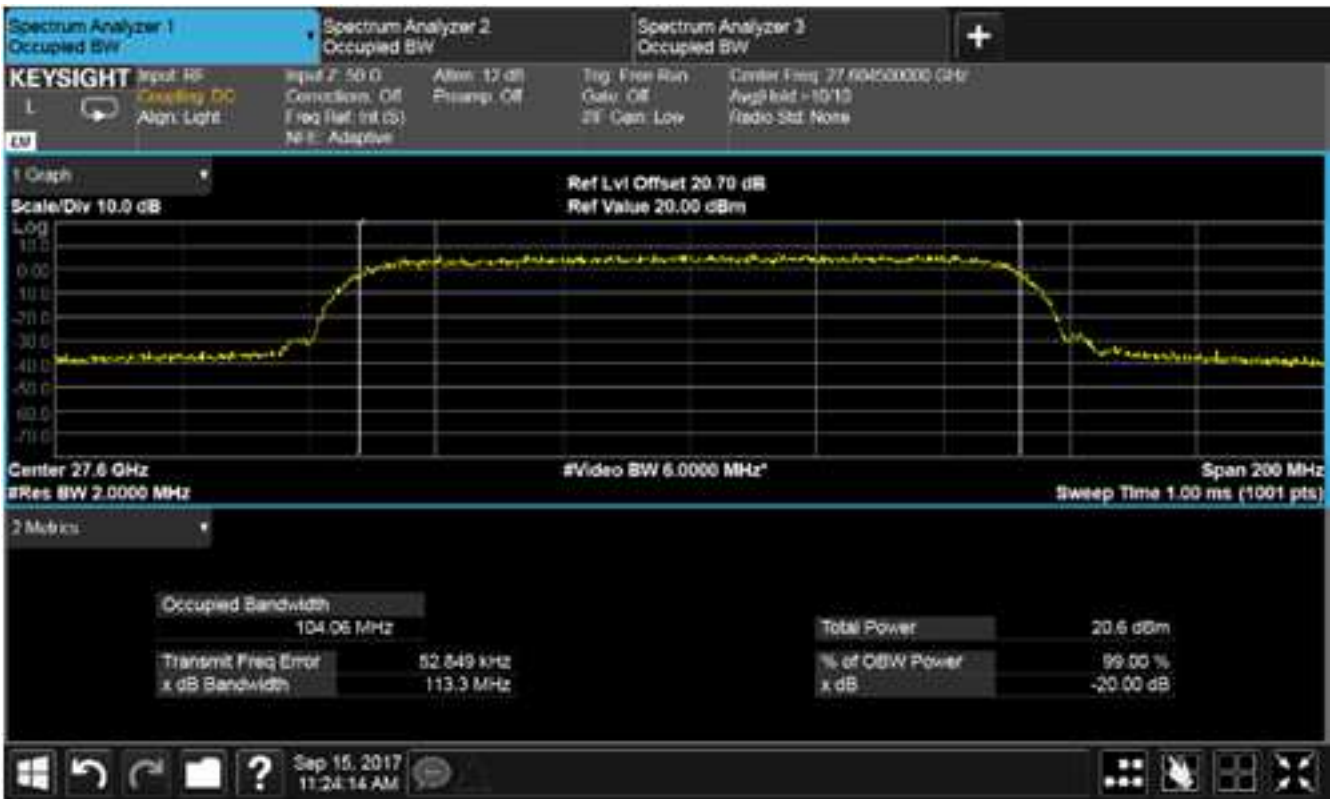 Spectrum Analyzer 1
Occupied BW
Spectrum Analyzer 2
Occupied BW
Spectrum Analyzer 3
Occupied BW
+
KEYSIGHT
L
Input: RF
Coupling: DC
Align: Light
Input Z: 50 Ω
Corrections: Off
Freq Ref: Int (S)
NFE: Adaptive
Atten: 12 dB
Preamp: Off
Trig: Free Run
Gate: Off
#IF Gain: Low
Center Freq: 27.604500000 GHz
Avg|Hold:>10/10
Radio Std: None
1 Graph
Scale/Div 10.0 dB
Ref Lvl Offset 20.70 dB
Ref Value 20.00 dBm
Log
10.0
0.00
-10.0
-20.0
-30.0
-40.0
-50.0
-60.0
-70.0
Center 27.6 GHz
#Res BW 2.0000 MHz
#Video BW 6.0000 MHz*
Span 200 MHz
Sweep Time 1.00 ms (1001 pts)
2 Metrics
Occupied Bandwidth
104.06 MHz
Transmit Freq Error 52.849 kHz
x dB Bandwidth 113.3 MHz
Total Power 20.6 dBm
% of OBW Power 99.00 %
x dB -20.00 dB
?
Sep 15, 2017
11:24:14 AM